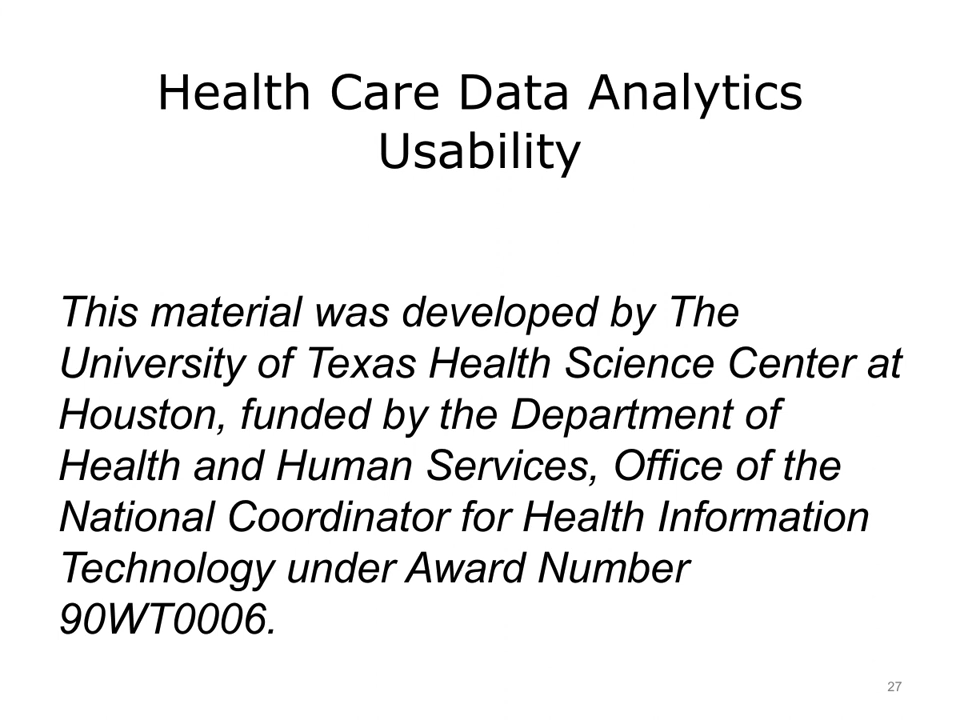 Health Care Data Analytics
Usability
This material was developed by The
University of Texas Health Science Center at
Houston, funded by the Department of
Health and Human Services, Office of the
National Coordinator for Health Information
Technology under Award Number
90WT0006.
27